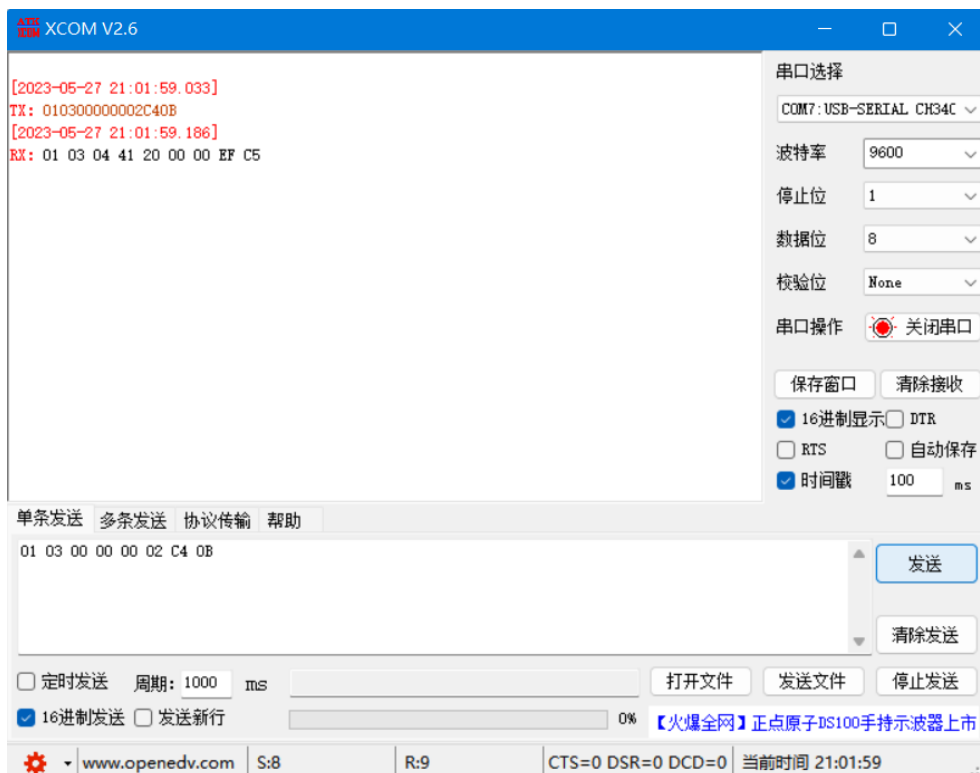 XCOM V2.6
[2023-05-27 21:01:59.033]
TX: 010300000002C40B
[2023-05-27 21:01:59.186]
RX: 01 03 04 41 20 00 00 EF C5
串口选择
COM7:USB-SERIAL CH34C
波特率 9600
停止位 1
数据位 8
校验位 None
串口操作 关闭串口
保存窗口 清除接收
16进制显示 DTR
RTS 自动保存
时间戳 100 ms
单条发送 多条发送 协议传输 帮助
01 03 00 00 00 02 C4 0B
发送
清除发送
定时发送 周期: 1000 ms 打开文件 发送文件 停止发送
16进制发送 发送新行 0% 【火爆全网】正点原子DS100手持示波器上市
www.openedv.com S:8 R:9 CTS=0 DSR=0 DCD=0 当前时间 21:01:59